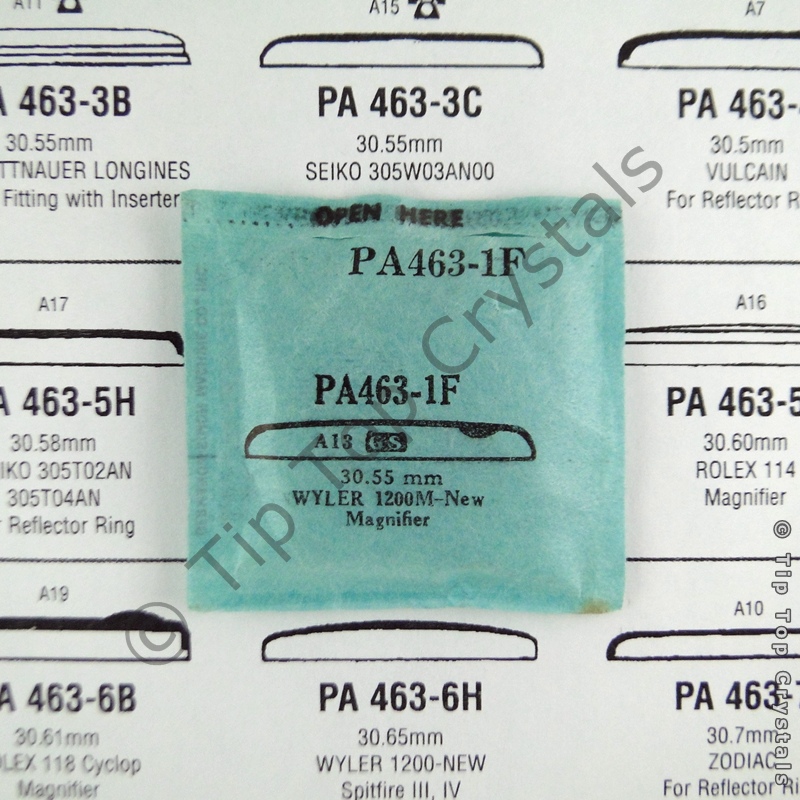 A11
A15
A7
A 463-3B
PA 463-3C
PA 463-
30.55mm
30.55mm
30.5mm
TTNAUER LONGINES
SEIKO 305W03AN00
VULCAIN
Fitting with Inserter
For Reflector R
OPEN HERE
PA463-1F
A17
A16
PA463-1F
A 463-5H
PA 463-5
A13 GS
30.58mm
30.60mm
30.55 mm
IKO 305T02AN
ROLEX 114
WYLER 1200M-New
305T04AN
Magnifier
Magnifier
r Reflector Ring
A19
A10
A 463-6B
PA 463-6H
PA 463-7
30.61mm
30.65mm
30.7mm
OLEX 118 Cyclop
WYLER 1200-NEW
ZODIAC
Magnifier
Spitfire III, IV
For Reflector Ri
© Tip Top Crystals
© Tip Top Crystals